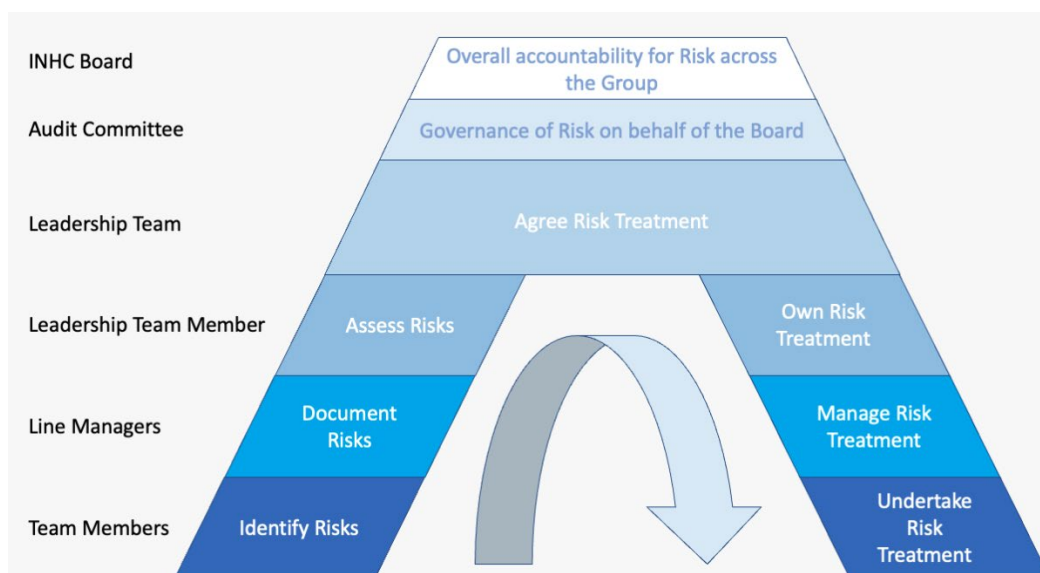 INHC Board
Overall accountability for Risk across
the Group
Audit Committee
Governance of Risk on behalf of the Board
Leadership Team
Agree Risk Treatment
Leadership Team Member
Assess Risks
Own Risk
Treatment
Line Managers
Document
Risks
Manage Risk
Treatment
Team Members
Identify Risks
Undertake
Risk
Treatment